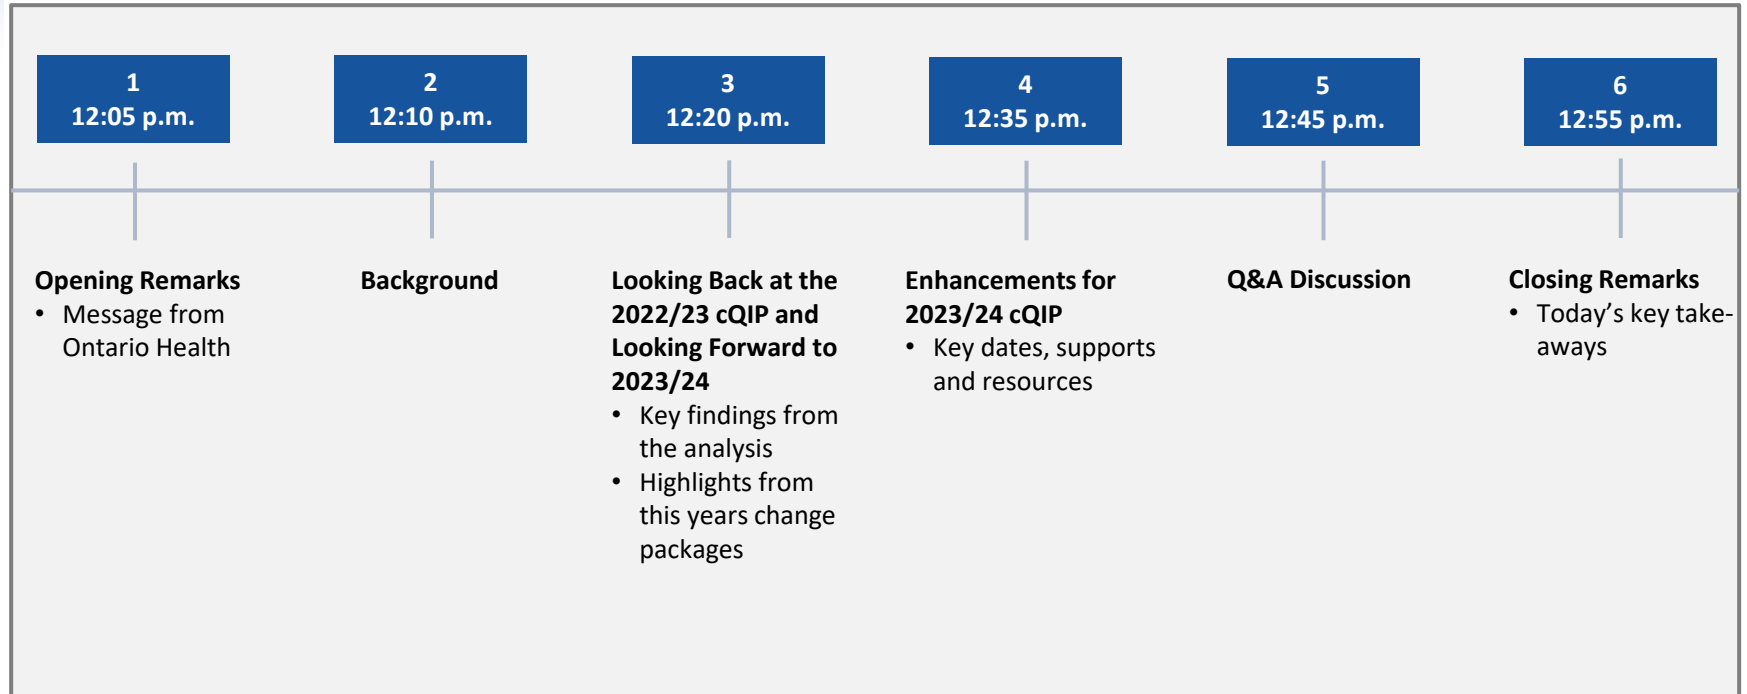 1
12:05 p.m.
2
12:10 p.m.
3
12:20 p.m.
4
12:35 p.m.
5
12:45 p.m.
6
12:55 p.m.
Opening Remarks
• Message from
Ontario Health
Background
Looking Back at the
2022/23 cQIP and
Looking Forward to
2023/24
• Key findings from
the analysis
• Highlights from
this years change
packages
Enhancements for
2023/24 cQIP
• Key dates, supports
and resources
Q&A Discussion
Closing Remarks
• Today's key take-
aways